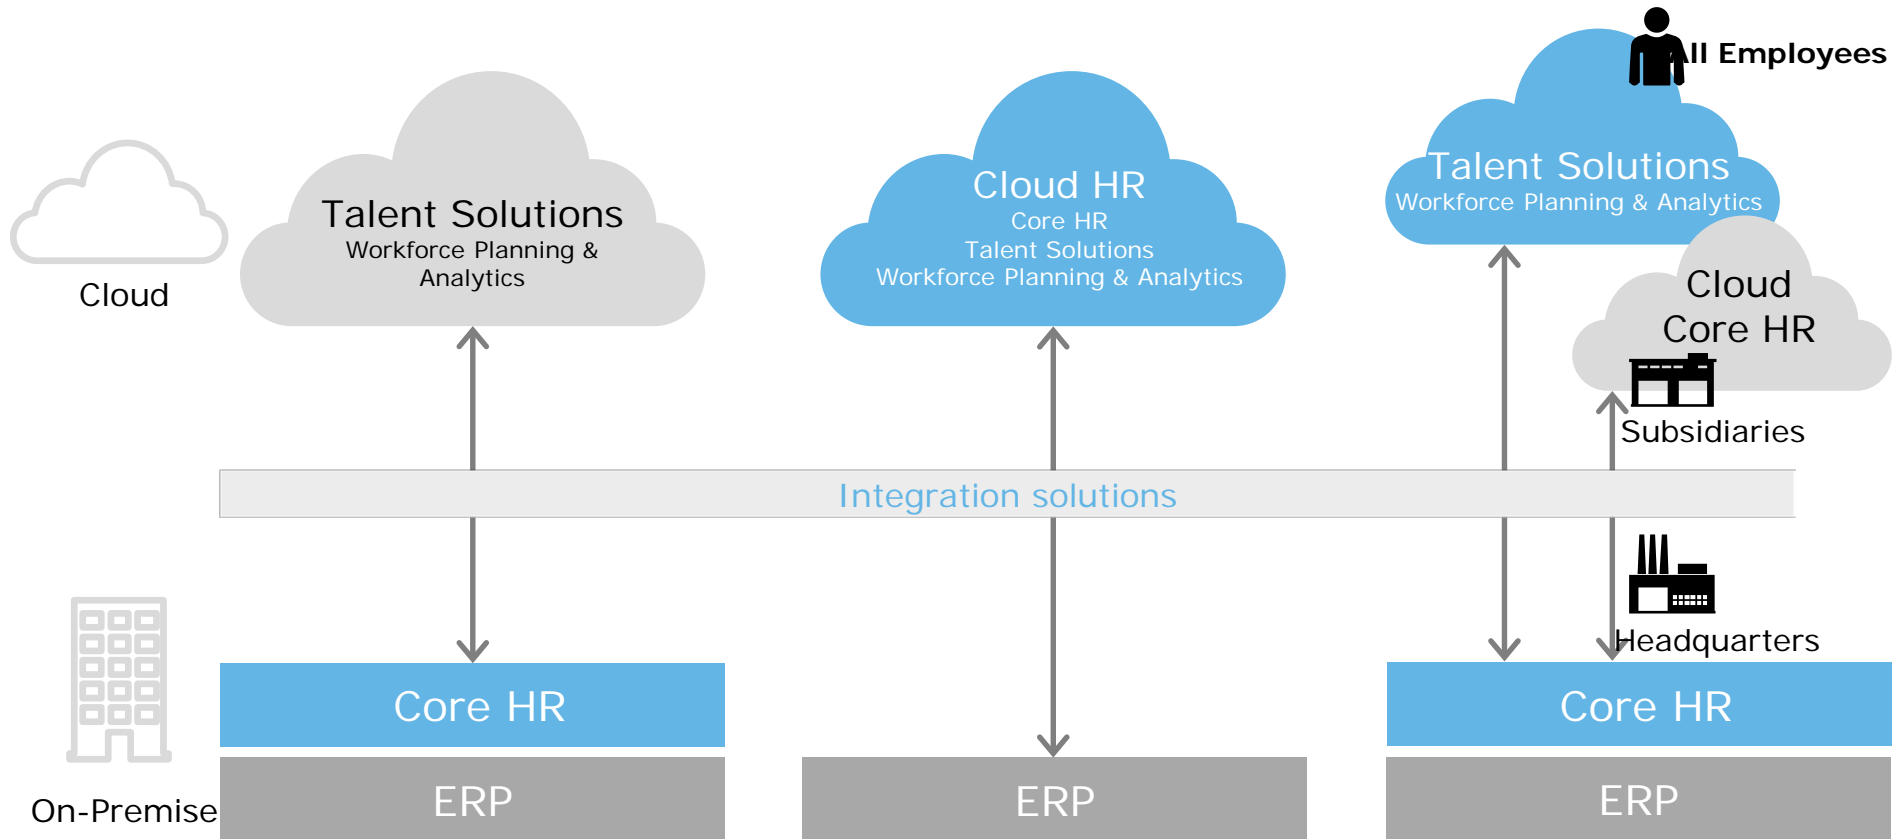 All Employees
Talent Solutions
Workforce Planning &
Analytics
Cloud HR
Core HR
Talent Solutions
Workforce Planning & Analytics
Talent Solutions
Workforce Planning & Analytics
Cloud
Cloud
Core HR
Subsidiaries
Integration solutions
Headquarters
Core HR
Core HR
On-Premise
ERP
ERP
ERP